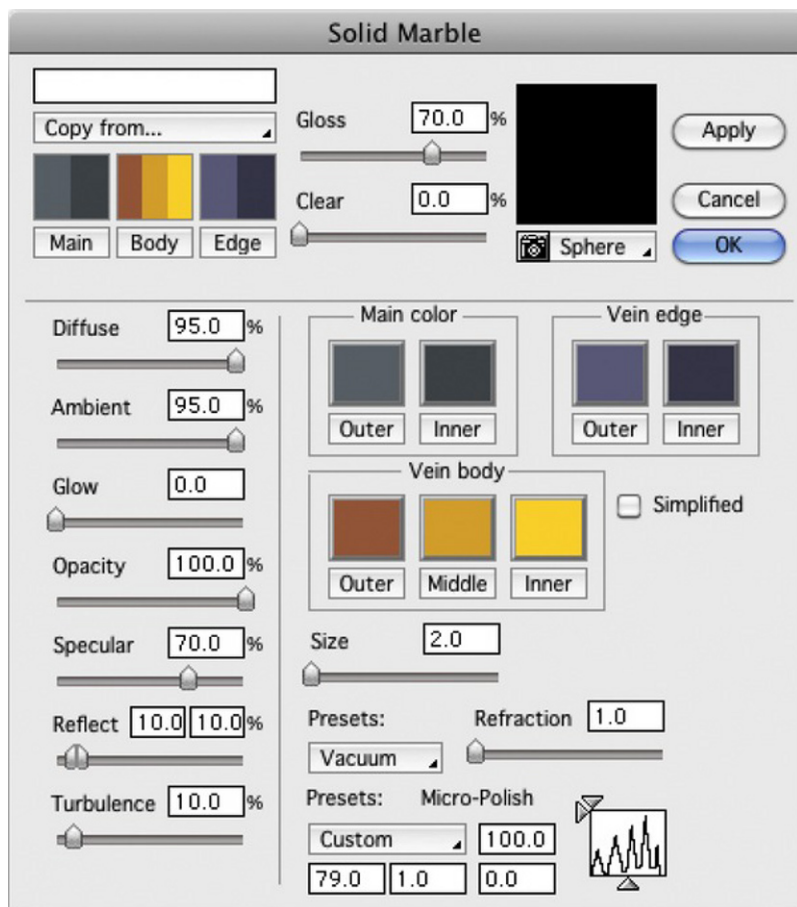 Solid Marble
Copy from...
Main Body Edge
Gloss 70.0 %
Clear 0.0 %
Sphere
Apply
Cancel
OK
Diffuse 95.0 %
Ambient 95.0 %
Glow 0.0
Opacity 100.0 %
Specular 70.0 %
Reflect 10.0 10.0 %
Turbulence 10.0 %
Main color
Outer Inner
Vein edge
Outer Inner
Vein body
Outer Middle Inner
Simplified
Size 2.0
Presets: Refraction 1.0
Vacuum
Presets: Micro-Polish
Custom 100.0
79.0 1.0 0.0